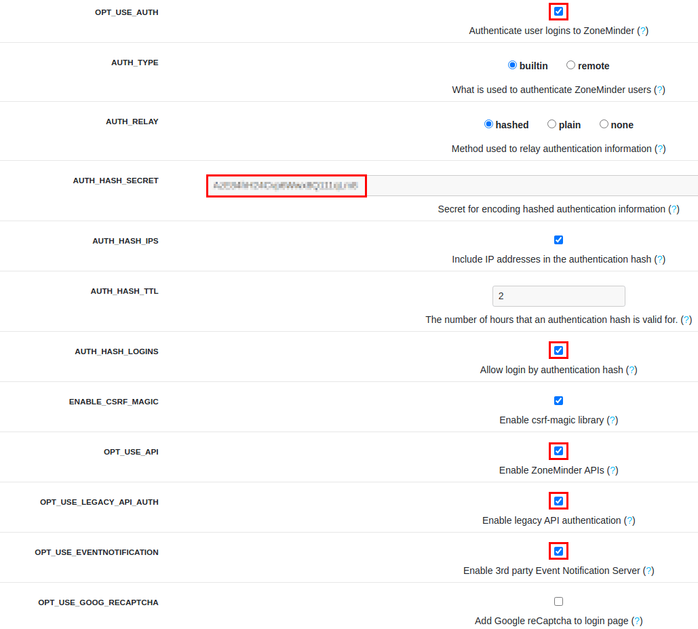 OPT_USE_AUTH
Authenticate user logins to ZoneMinder (?)
AUTH_TYPE
builtin remote
What is used to authenticate ZoneMinder users (?)
AUTH_RELAY
hashed plain none
Method used to relay authentication information (?)
AUTH_HASH_SECRET
Secret for encoding hashed authentication information (?)
AUTH_HASH_IPS
Include IP addresses in the authentication hash (?)
AUTH_HASH_TTL
2
The number of hours that an authentication hash is valid for. (?)
AUTH_HASH_LOGINS
Allow login by authentication hash (?)
ENABLE_CSRF_MAGIC
Enable csrf-magic library (?)
OPT_USE_API
Enable ZoneMinder APIs (?)
OPT_USE_LEGACY_API_AUTH
Enable legacy API authentication (?)
OPT_USE_EVENTNOTIFICATION
Enable 3rd party Event Notification Server (?)
OPT_USE_GOOG_RECAPTCHA
Add Google reCaptcha to login page (?)